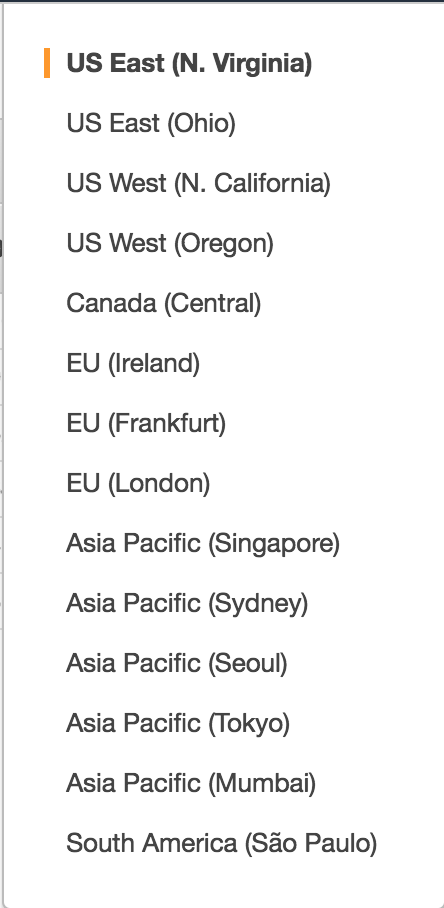 US East (N. Virginia)
US East (Ohio)
US West (N. California)
US West (Oregon)
Canada (Central)
EU (Ireland)
EU (Frankfurt)
EU (London)
Asia Pacific (Singapore)
Asia Pacific (Sydney)
Asia Pacific (Seoul)
Asia Pacific (Tokyo)
Asia Pacific (Mumbai)
South America (São Paulo)